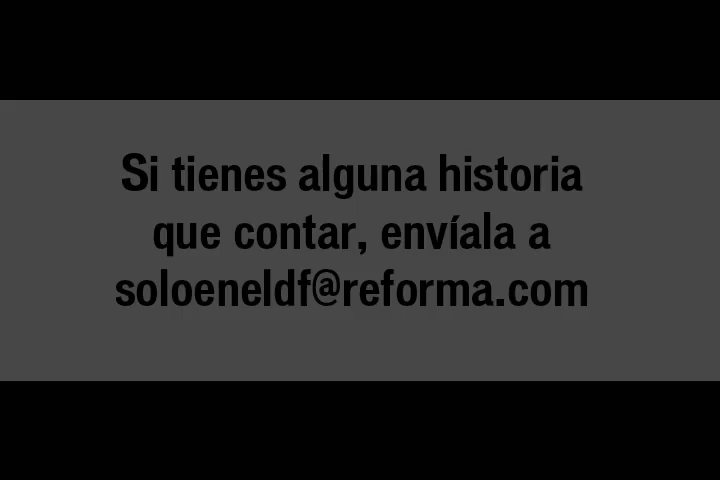 Si tienes alguna historia
que contar, envíala a
soloeneldf@reforma.com